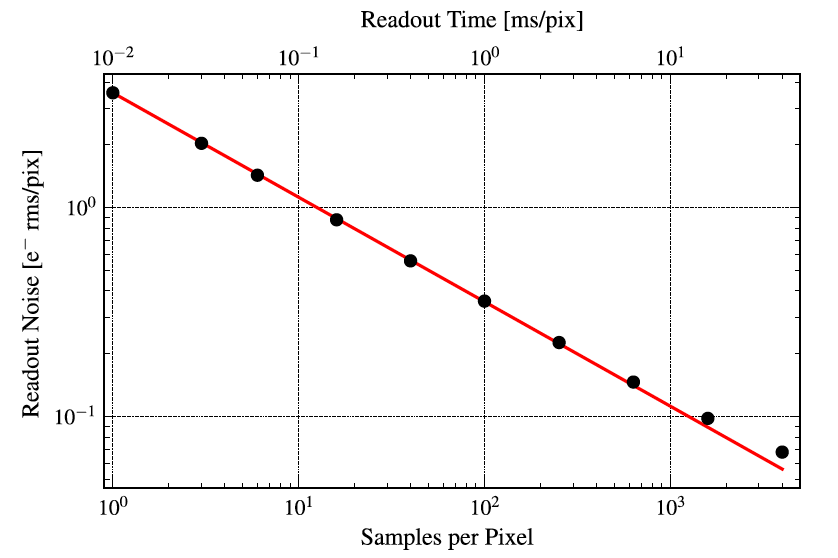 Readout Time [ms/pix]
10⁻² 10⁻¹ 10⁰ 10¹
Readout Noise [e⁻ rms/pix]
10⁰
10⁻¹
10⁰ 10¹ 10² 10³
Samples per Pixel